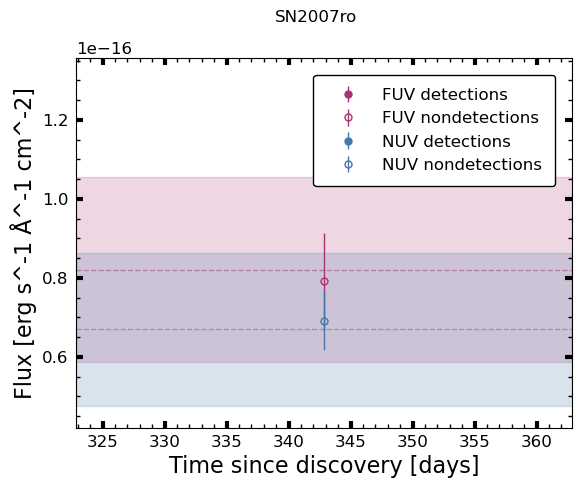 SN2007ro
1e−16
FUV detections
FUV nondetections
NUV detections
NUV nondetections
1.2
1.0
0.8
0.6
Flux [erg s^-1 Å^-1 cm^-2]
325 330 335 340 345 350 355 360
Time since discovery [days]